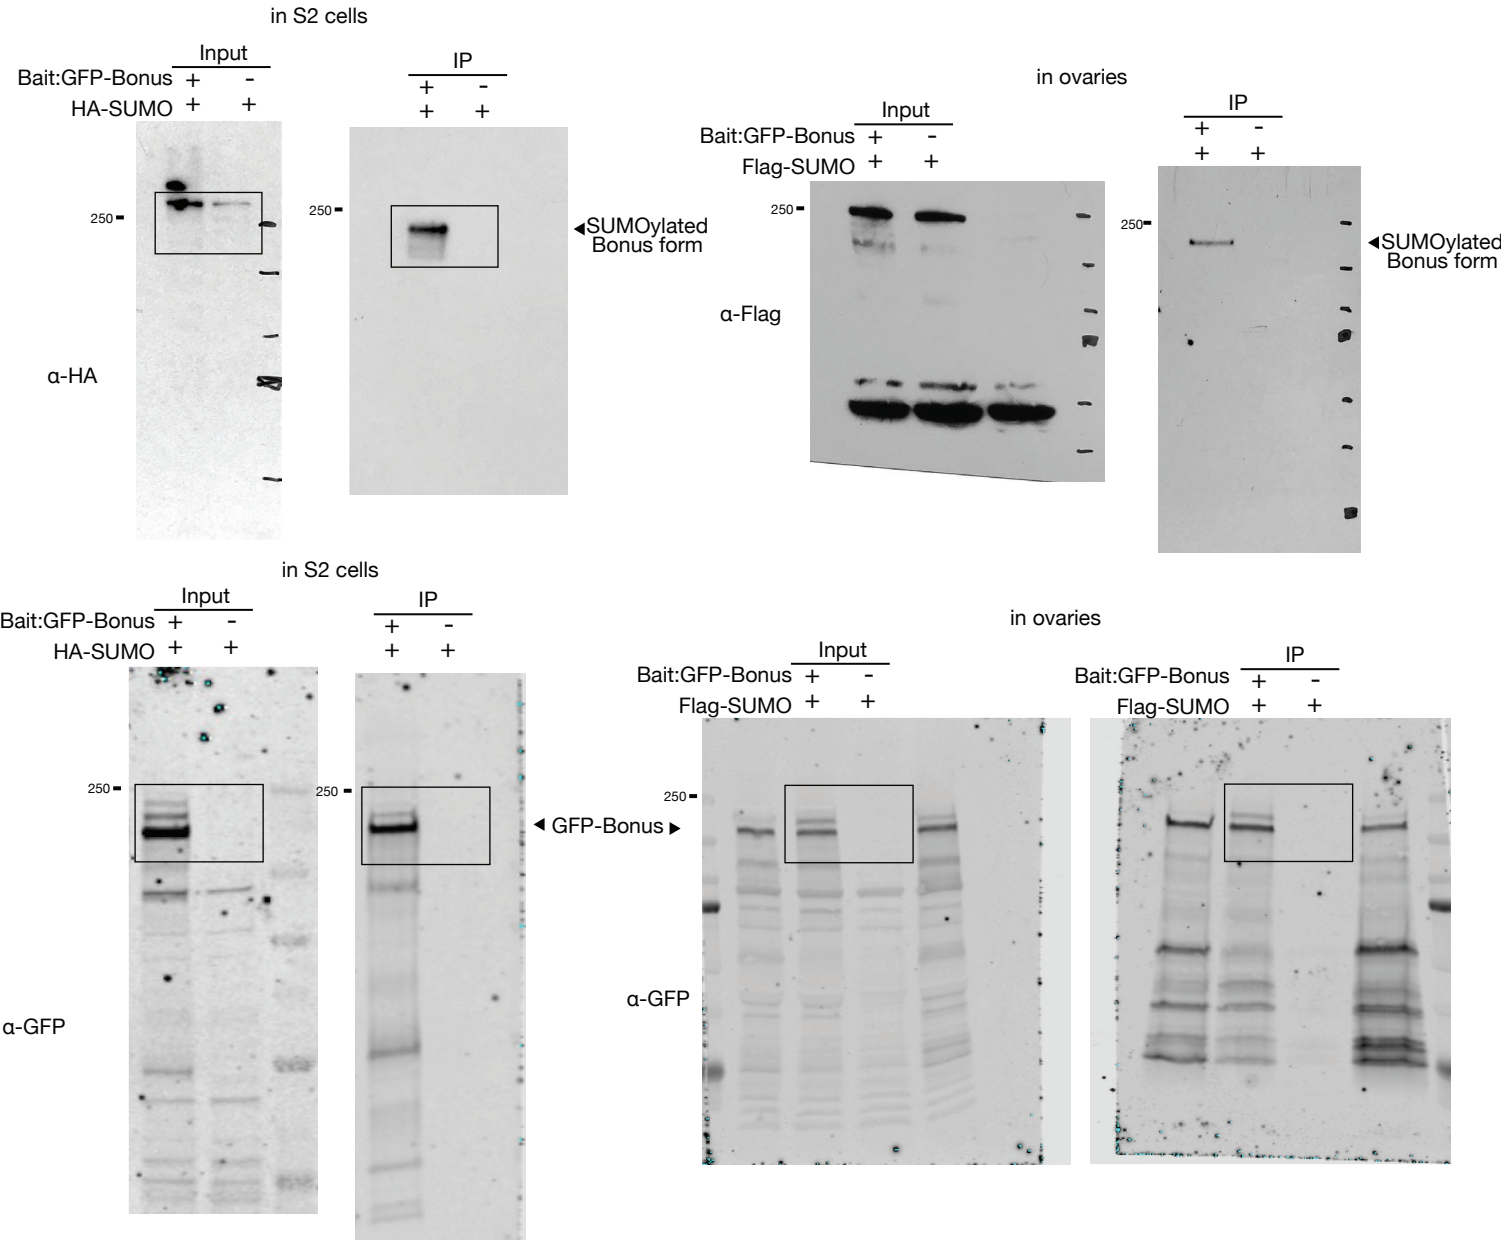 in S2 cells
Input
Bait:GFP-Bonus + -
HA-SUMO + +
IP
+ -
+ +
250
250
◀SUMOylated
Bonus form
α-HA
in ovaries
Input
Bait:GFP-Bonus + -
Flag-SUMO + +
IP
+ -
+ +
250
250
◀SUMOylated
Bonus form
α-Flag
in S2 cells
Input
Bait:GFP-Bonus + -
HA-SUMO + +
IP
+ -
+ +
250
250
◀ GFP-Bonus ▶
α-GFP
in ovaries
Input
Bait:GFP-Bonus + -
Flag-SUMO + +
IP
Bait:GFP-Bonus + -
Flag-SUMO + +
250
α-GFP